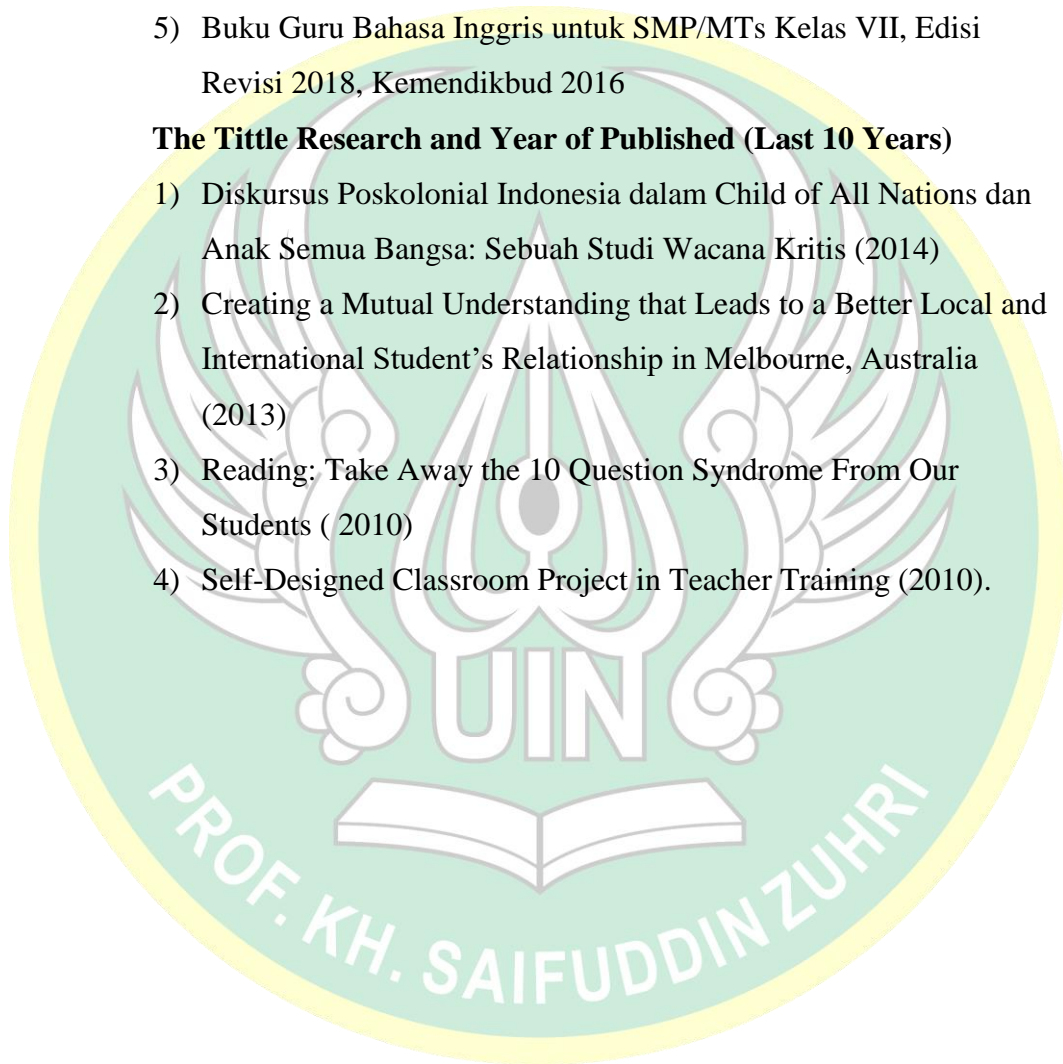 5) Buku Guru Bahasa Inggris untuk SMP/MTs Kelas VII, Edisi
Revisi 2018, Kemendikbud 2016
The Tittle Research and Year of Published (Last 10 Years)
1) Diskursus Poskolonial Indonesia dalam Child of All Nations dan
Anak Semua Bangsa: Sebuah Studi Wacana Kritis (2014)
2) Creating a Mutual Understanding that Leads to a Better Local and
International Student’s Relationship in Melbourne, Australia
(2013)
3) Reading: Take Away the 10 Question Syndrome From Our
Students ( 2010)
4) Self-Designed Classroom Project in Teacher Training (2010).
UIN
PROF. KH. SAIFUDDIN ZUHRI